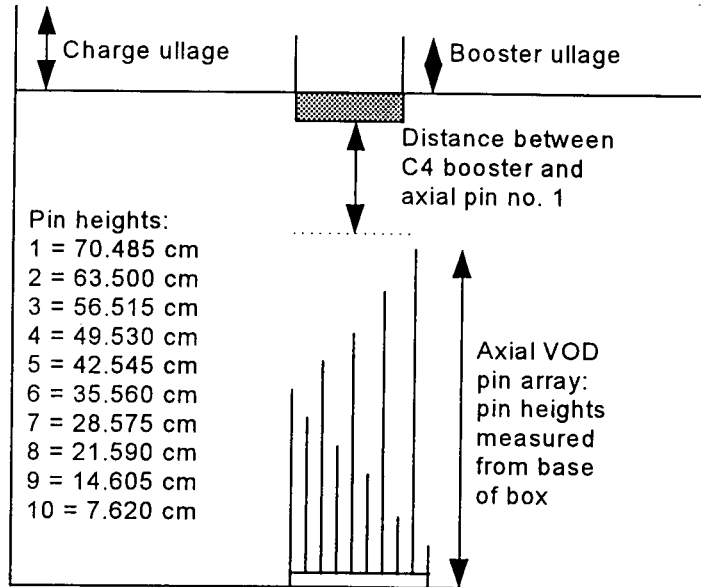 Charge ullage
Booster ullage
Distance between
C4 booster and
axial pin no. 1
Pin heights:
1 = 70.485 cm
2 = 63.500 cm
3 = 56.515 cm
4 = 49.530 cm
5 = 42.545 cm
6 = 35.560 cm
7 = 28.575 cm
8 = 21.590 cm
9 = 14.605 cm
10 = 7.620 cm
Axial VOD
pin array:
pin heights
measured
from base
of box